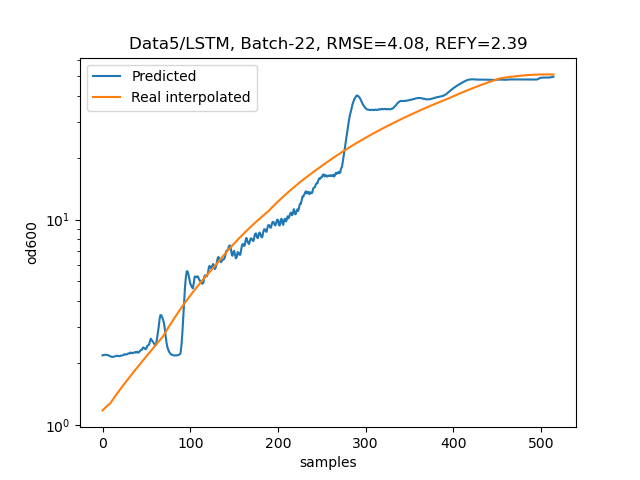 Data5/LSTM, Batch-22, RMSE=4.08, REFY=2.39
Predicted
Real interpolated
od600
10¹
10⁰
0 100 200 300 400 500
samples